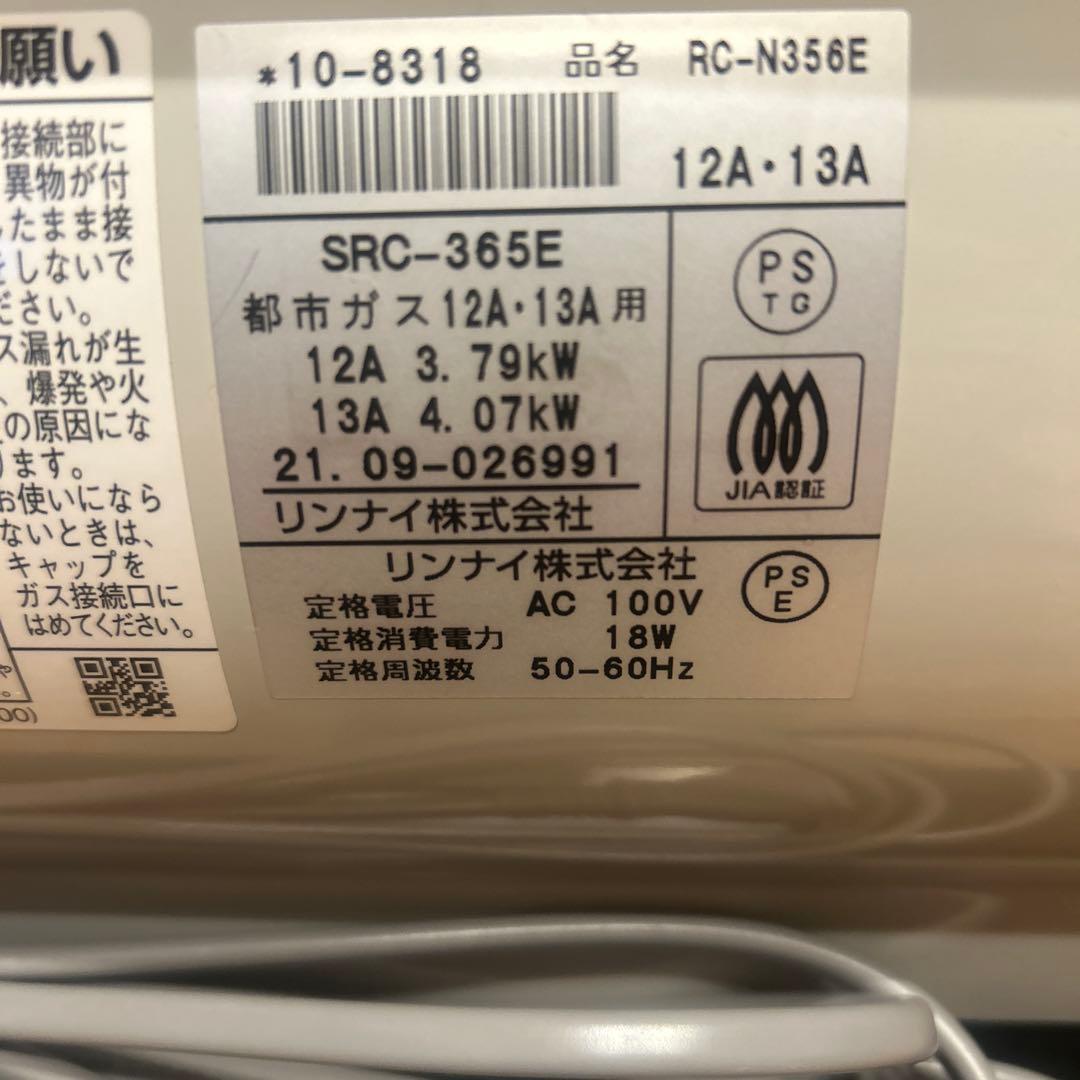 願い
接続部に
異物が付
したまま接
をしないで
ださい。
ス漏れが生
、爆発や火
の原因にな
ります。
お使いになら
ないときは、
キャップを
ガス接続口に
はめてください。
*10-8318 品名 RC-N356E
12A・13A
SRC-365E
都市ガス12A・13A用
12A 3.79kW
13A 4.07kW
21.09-026991
リンナイ株式会社
PS
TG
JIA認証
リンナイ株式会社
定格電圧 AC 100V
定格消費電力 18W
定格周波数 50-60Hz
PS
E